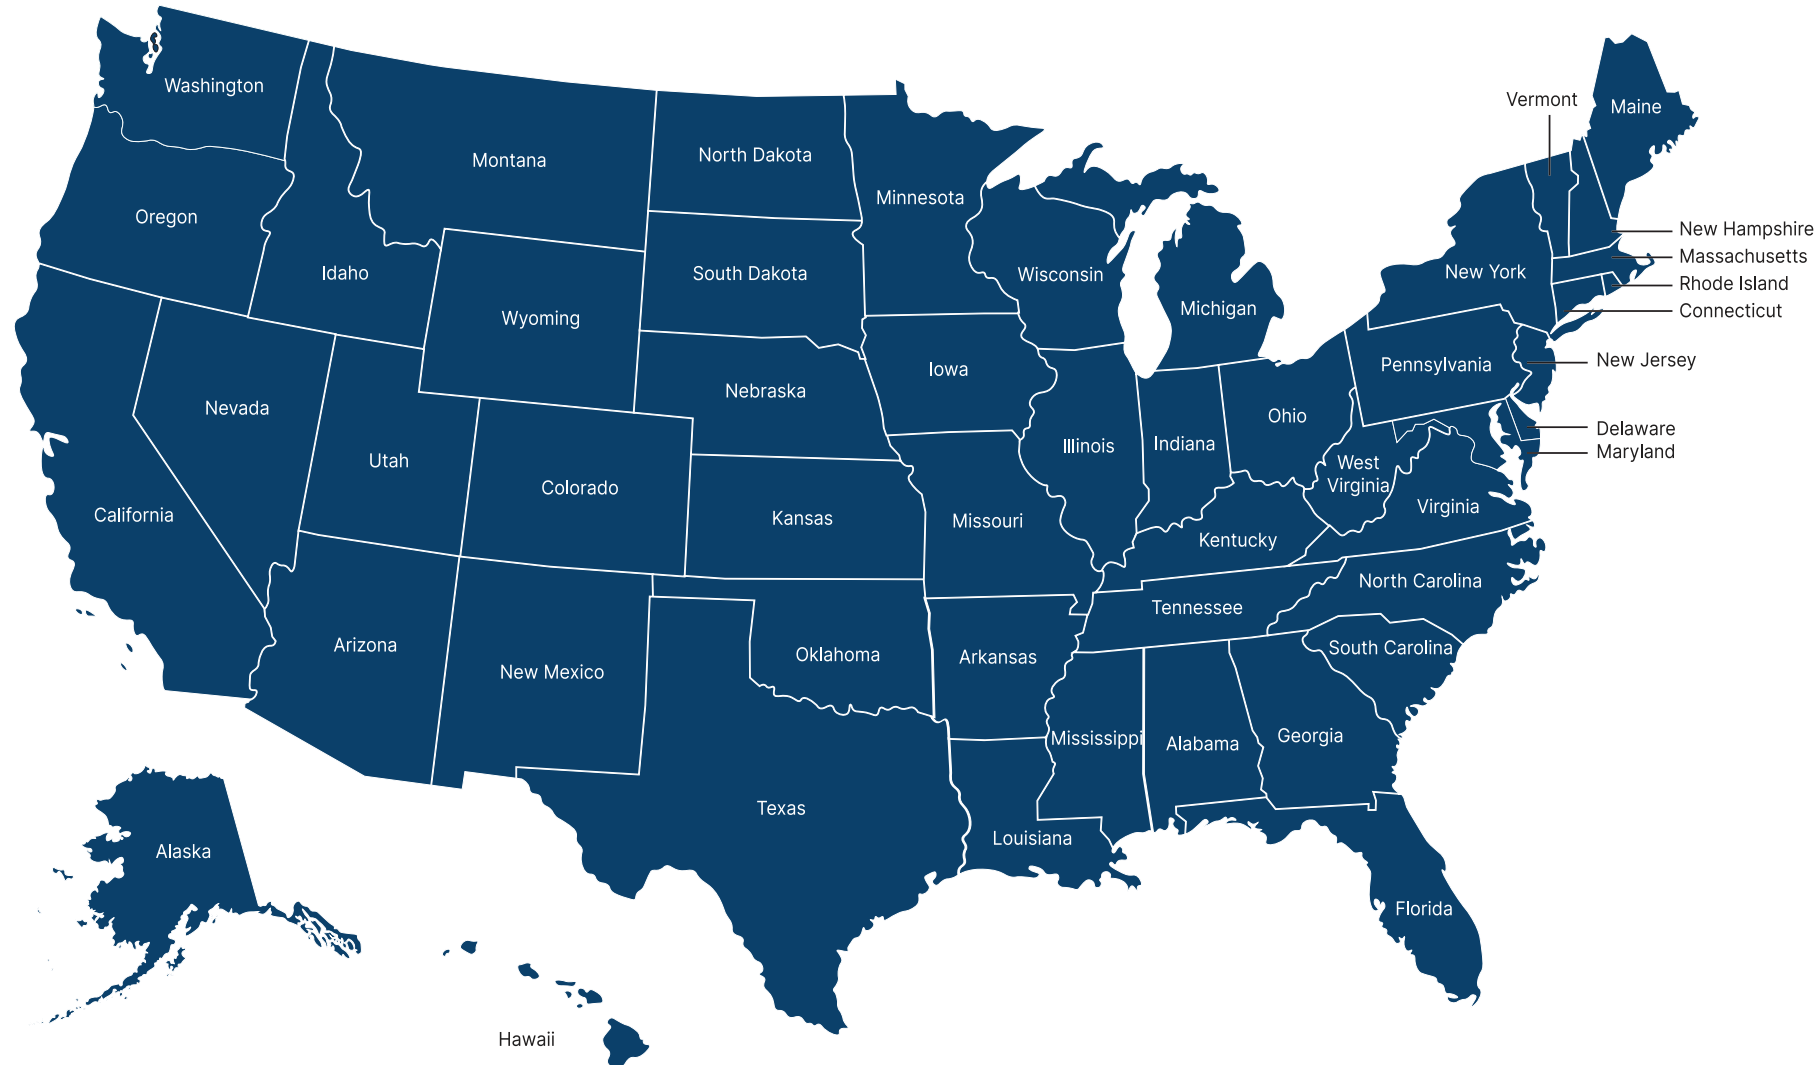 Washington
Montana
North Dakota
Minnesota
Vermont
Maine
Oregon
Idaho
Wyoming
South Dakota
Wisconsin
Michigan
New York
New Hampshire
Massachusetts
Rhode Island
Connecticut
Nevada
Utah
Colorado
Nebraska
Iowa
Illinois
Indiana
Ohio
Pennsylvania
New Jersey
Delaware
Maryland
West
Virginia
Virginia
California
Kansas
Missouri
Kentucky
North Carolina
Tennessee
South Carolina
Arizona
New Mexico
Oklahoma
Arkansas
Mississippi
Alabama
Georgia
Texas
Louisiana
Florida
Alaska
Hawaii